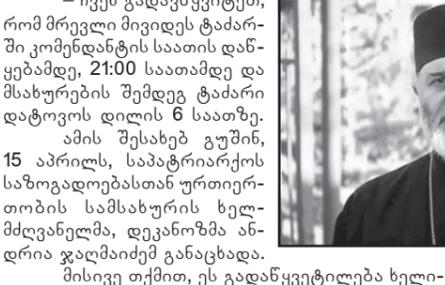 – ჩვენ გადავწყვიტეთ,
რომ მრევლი მივიდეს ტაძარ-
ში კომენდანტის საათის დაწ-
ყებამდე, 21:00 საათამდე და
მსახურების შემდეგ ტაძარი
დატოვოს დილის 6 საათზე.
ამის შესახებ გუშინ,
15 აპრილს, საპატრიარქოს
საზოგადოებასთან ურთიერ-
თობის სამსახურის ხელ-
მძღვანელმა, დეკანოზმა ან-
დრია ჯაღმაიძემ განაცხადა.
მისივე თქმით, ეს გადაწყვეტილება ხელი-